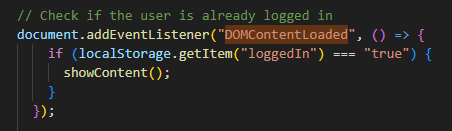 // Check if the user is already logged in
document.addEventListener("DOMContentLoaded", () => {
    if (localStorage.getItem("loggedIn") === "true") {
      showContent();
    }
  });